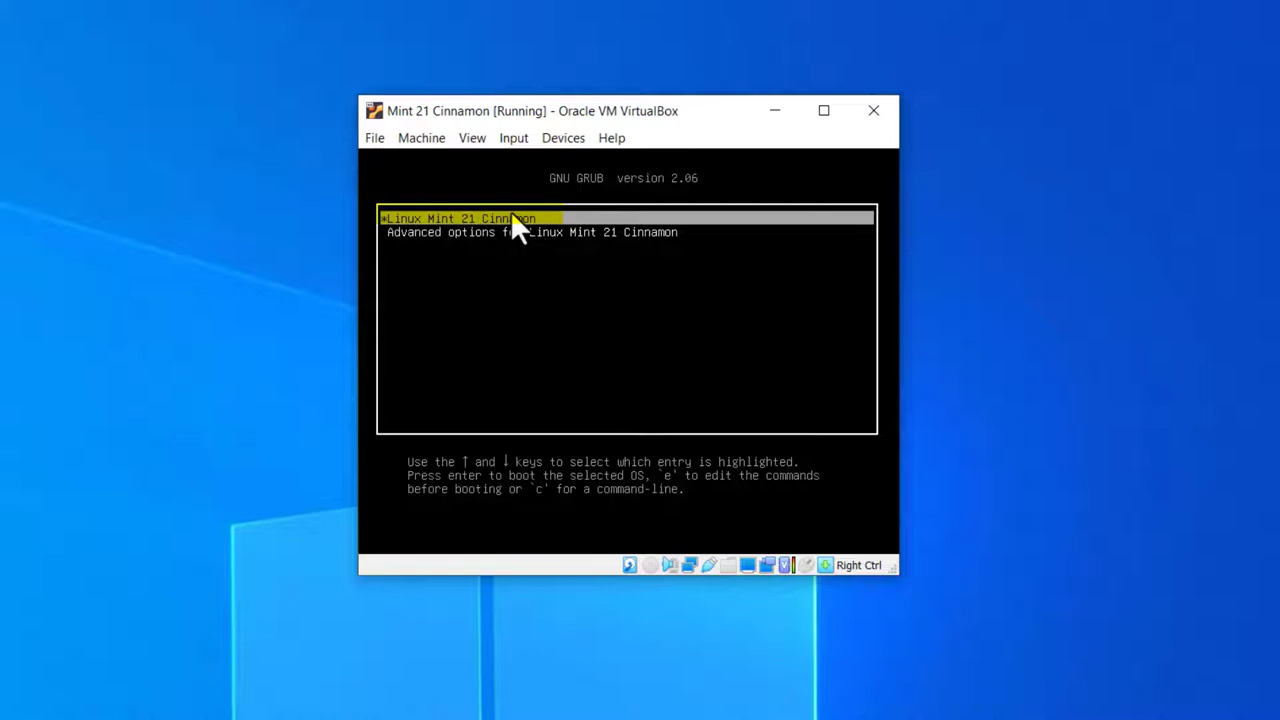 Mint 21 Cinnamon [Running] - Oracle VM VirtualBox
File Machine View Input Devices Help
GNU GRUB version 2.06
*Linux Mint 21 Cinnamon
Advanced options for Linux Mint 21 Cinnamon
Use the ↑ and ↓ keys to select which entry is highlighted.
Press enter to boot the selected OS, `e' to edit the commands
before booting or `c' for a command-line.
Right Ctrl